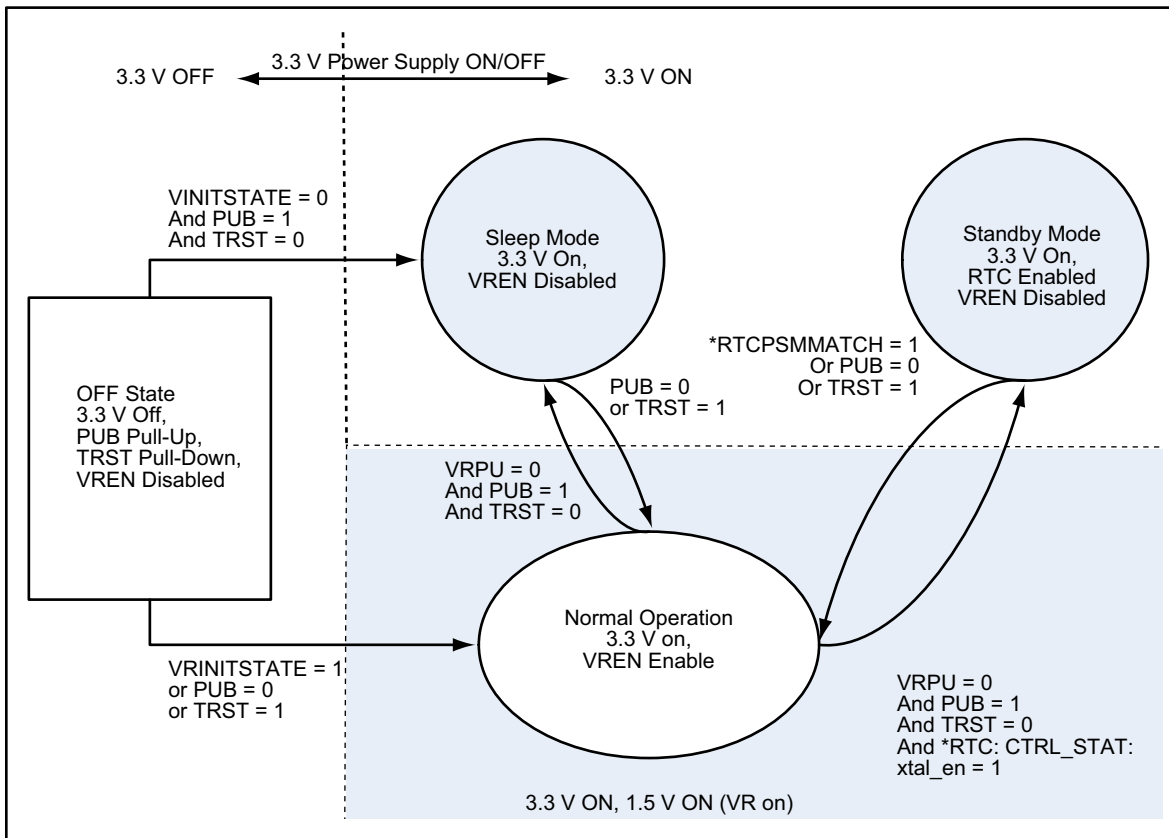 3.3 V Power Supply ON/OFF
3.3 V OFF
3.3 V ON
VINITSTATE = 0
And PUB = 1
And TRST = 0
Sleep Mode
3.3 V On,
VREN Disabled
Standby Mode
3.3 V On,
RTC Enabled
VREN Disabled
OFF State
3.3 V Off,
PUB Pull-Up,
TRST Pull-Down,
VREN Disabled
PUB = 0
or TRST = 1
*RTCPSMMATCH = 1
Or PUB = 0
Or TRST = 1
VRPU = 0
And PUB = 1
And TRST = 0
Normal Operation
3.3 V on,
VREN Enable
VRINITSTATE = 1
or PUB = 0
or TRST = 1
VRPU = 0
And PUB = 1
And TRST = 0
And *RTC: CTRL_STAT:
xtal_en = 1
3.3 V ON, 1.5 V ON (VR on)